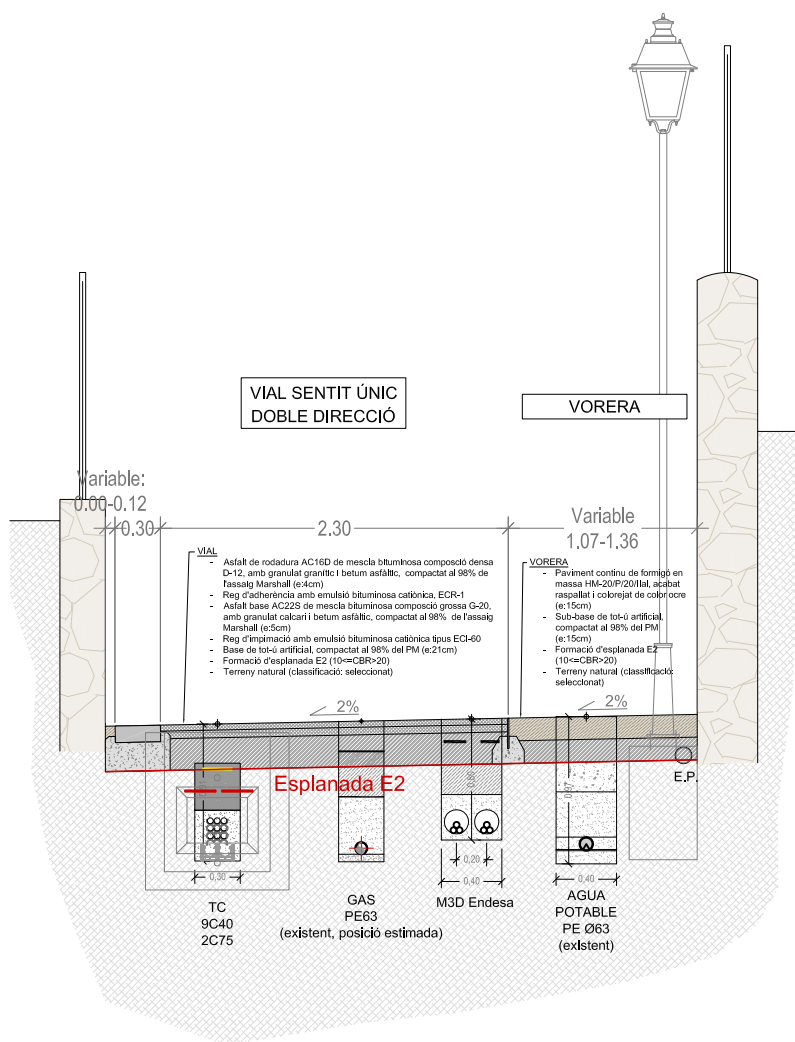 VIAL SENTIT ÚNIC
DOBLE DIRECCIÓ
VORERA
Variable:
0.00-0.12
0.30
2.30
Variable
1.07-1.36
VIAL
- Asfalt de rodadura AC16D de mescla bituminosa composció densa
D-12, amb granulat granític i betum asfàltic, compactat al 98% de
l'assaig Marshall (e:4cm)
- Reg d'adherència amb emulsió bituminosa catiònica, ECR-1
- Asfalt base AC22S de mescla bituminosa composció grossa G-20,
amb granulat calcari i betum asfàltic, compactat al 98% de l'assaig
Marshall (e:5cm)
- Reg d'imprimació amb emulsió bituminosa catiònica tipus ECI-60
- Base de tot-ú artificial, compactat al 98% del PM (e:21cm)
- Formació d'esplanada E2 (10<=CBR>20)
- Terreny natural (classificació: seleccionat)
VORERA
- Paviment continu de formigó en
massa HM-20/P/20/IIaI, acabat
raspallat i colorejat de color ocre
(e:15cm)
- Sub-base de tot-ú artificial,
compactat al 98% del PM
(e:15cm)
- Formació d'esplanada E2
(10<=CBR>20)
- Terreny natural (classificació:
seleccionat)
2%
2%
Esplanada E2
E.P.
0,97
0,30
0,20
0,40
0,40
TC
9C40
2C75
GAS
PE63
(existent, posició estimada)
M3D Endesa
AGUA
POTABLE
PE Ø63
(existent)